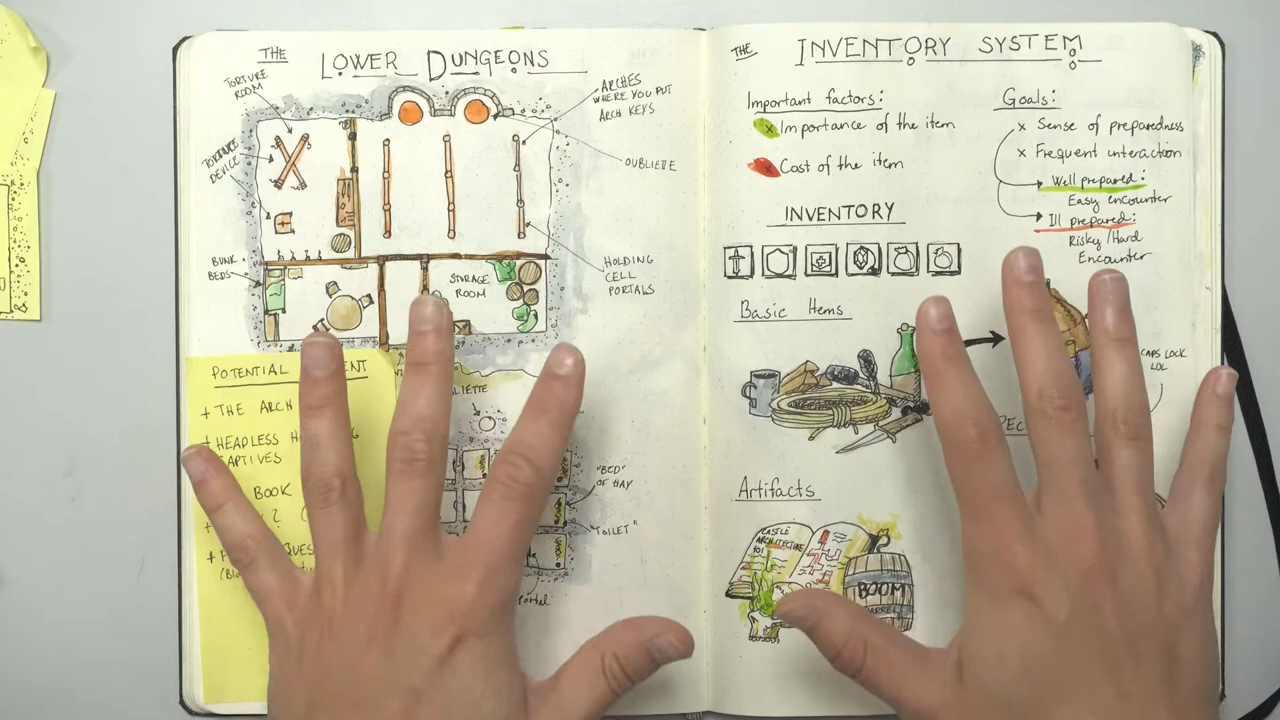 THE LOWER DUNGEONS
TORTURE
ROOM
ARCHES
WHERE YOU PUT
ARCH KEYS
TORTURE
DEVICE
OUBLIETTE
BUNK
BEDS
STORAGE
ROOM
HOLDING
CELL
PORTALS
POTENTIAL
+ THE ARCH
+ HEADLESS
BOOK
"BED"
OF HAY
"TOILET"
Portal
THE INVENTORY SYSTEM
Important factors:
x Importance of the item
x Cost of the item
Goals:
x Sense of preparedness
x Frequent interaction
Well prepared:
Easy encounter
Ill prepared:
Risky/Hard
Encounter
INVENTORY
Basic Items
CAPS LOCK
LOL
Artifacts
CASTLE
ARCHITECTURE
101
BOOM